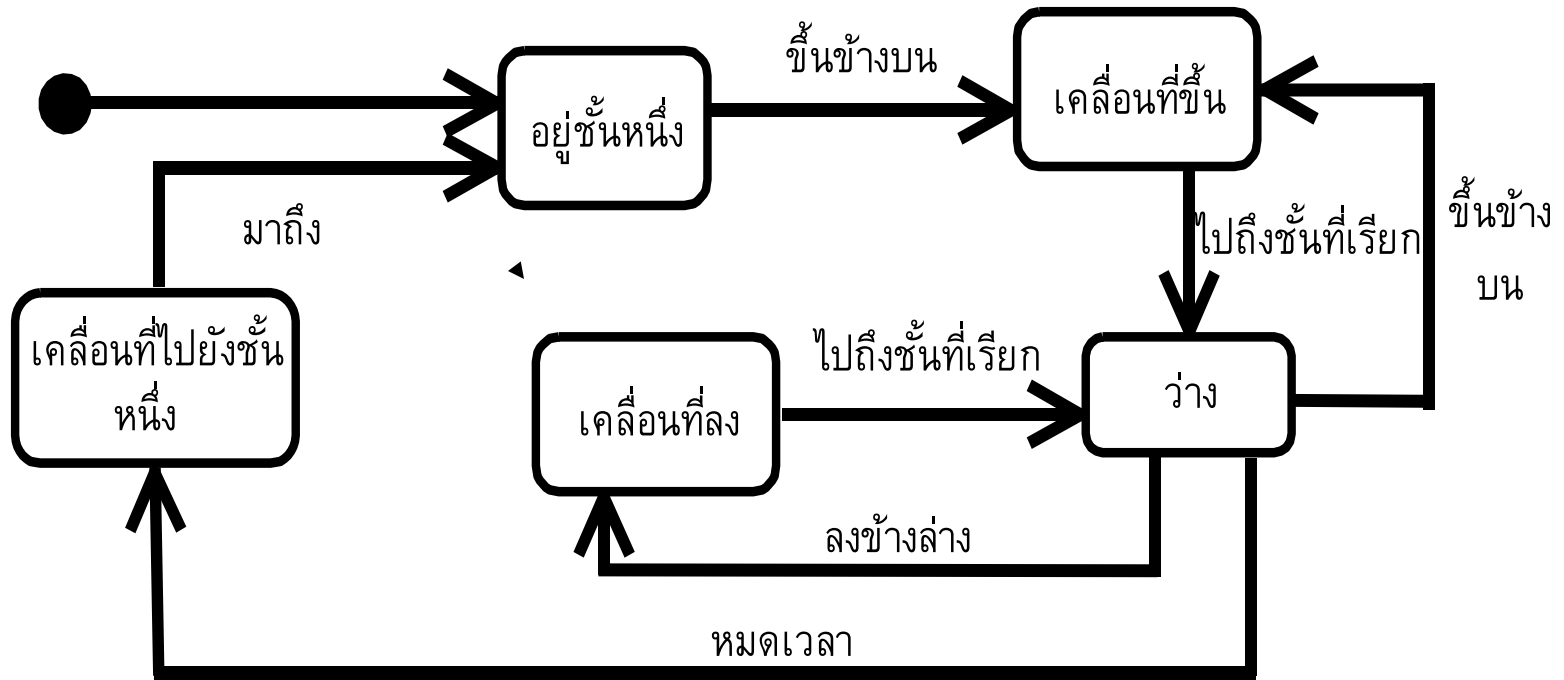 ขึ้นข้างบน
เคลื่อนที่ขึ้น
อยู่ชั้นหนึ่ง
มาถึง
ไปถึงชั้นที่เรียก
ขึ้นข้าง
บน
เคลื่อนที่ไปยังชั้น
หนึ่ง
ไปถึงชั้นที่เรียก
เคลื่อนที่ลง
ว่าง
ลงข้างล่าง
หมดเวลา